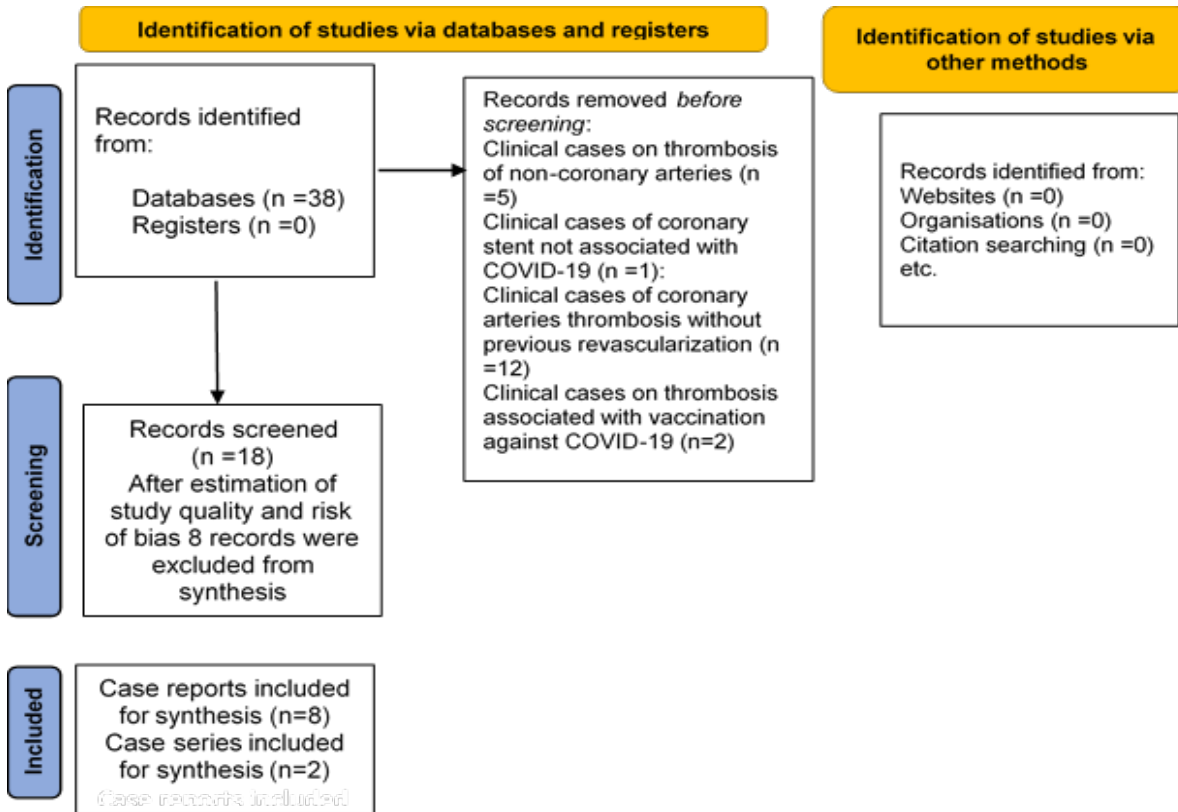 Identification of studies via databases and registers
Identification of studies via
other methods
Identification
Records identified
from:
Databases (n =38)
Registers (n =0)
Records removed before
screening:
Clinical cases on thrombosis
of non-coronary arteries (n
=5)
Clinical cases of coronary
stent not associated with
COVID-19 (n =1):
Clinical cases of coronary
arteries thrombosis without
previous revascularization (n
=12)
Clinical cases on thrombosis
associated with vaccination
against COVID-19 (n=2)
Records identified from:
Websites (n =0)
Organisations (n =0)
Citation searching (n =0)
etc.
Screening
Records screened
(n =18)
After estimation of
study quality and risk
of bias 8 records were
excluded from
synthesis
Included
Case reports included
for synthesis (n=8)
Case series included
for synthesis (n=2)
Case reports included